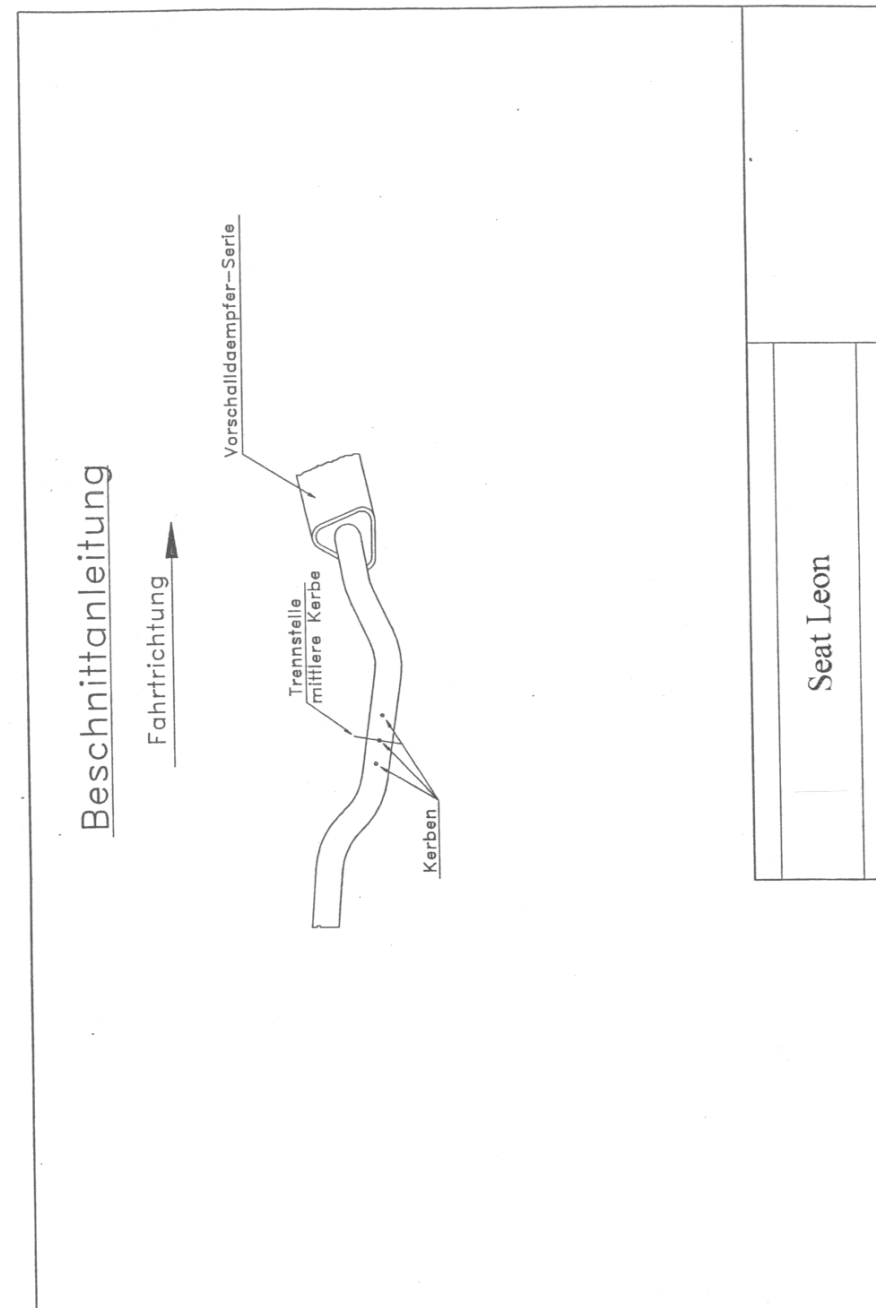 Beschnittanleitung
Fahrtrichtung
Vorschalldaempfer-Serie
Trennstelle
mittlere Kerbe
Kerben
Seat Leon